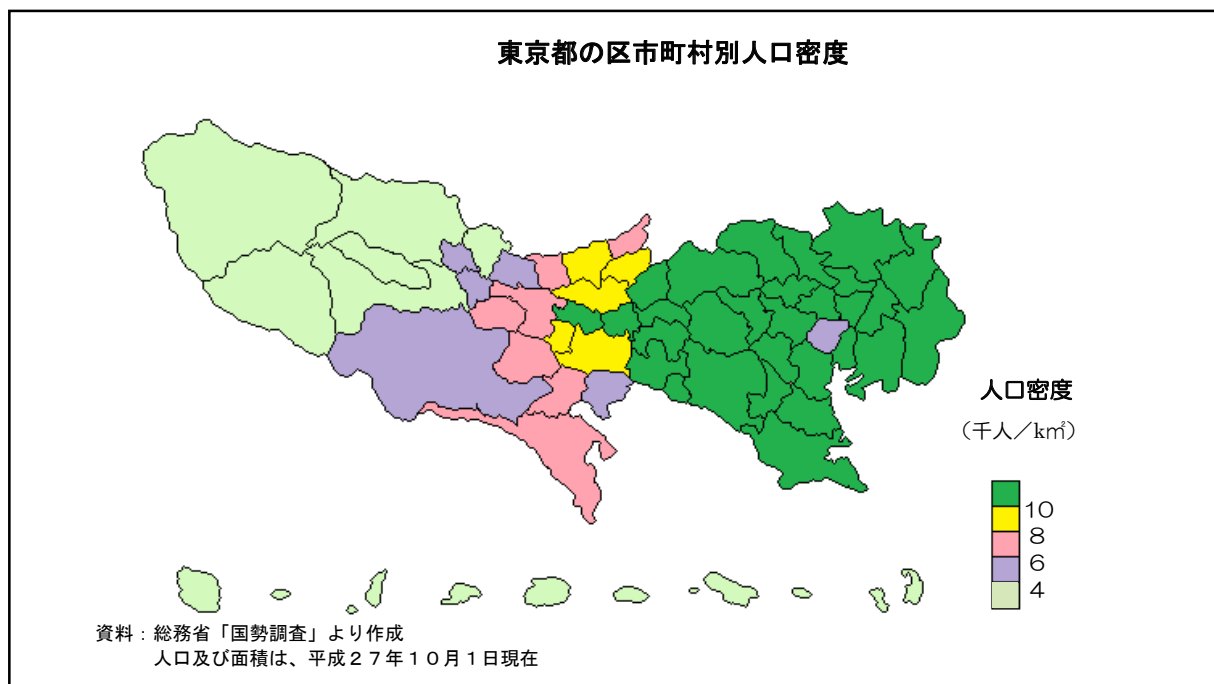 東京都の区市町村別人口密度
人口密度
（千人／k㎡）
１０
８
６
４
資料：総務省「国勢調査」より作成
人口及び面積は、平成２７年１０月１日現在